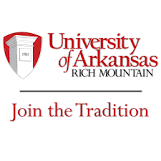 University
of Arkansas
RICH MOUNTAIN
Join the Tradition